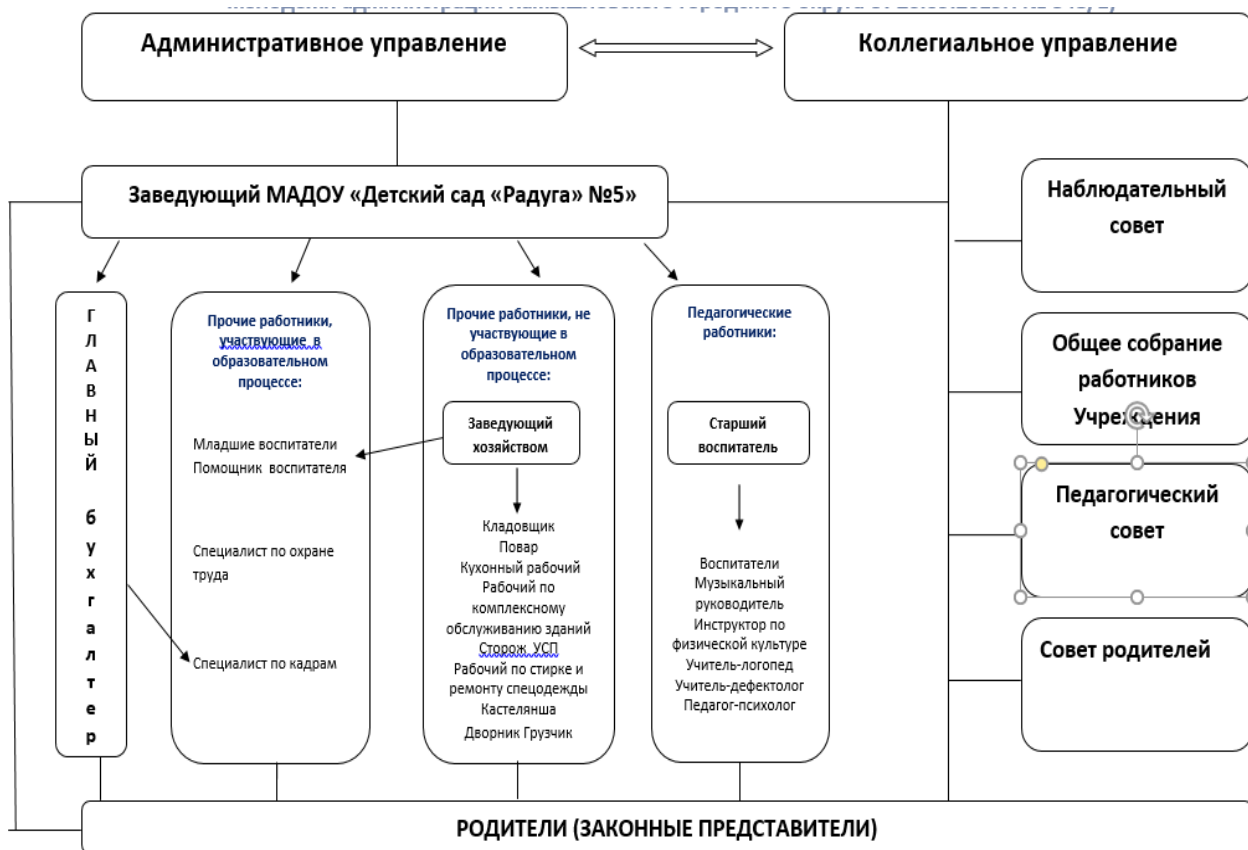 Административное управление
Коллегиальное управление
Заведующий МАДОУ «Детский сад «Радуга» №5»
Наблюдательный
совет
Общее собрание
работников
Учреждения
Педагогический
совет
Совет родителей
ГЛАВНЫЙ бухгалтер
Прочие работники,
участвующие в
образовательном
процессе:
Младшие воспитатели
Помощник воспитателя
Специалист по охране
труда
Специалист по кадрам
Прочие работники, не
участвующие в
образовательном
процессе:
Заведующий
хозяйством
Кладовщик
Повар
Кухонный рабочий
Рабочий по
комплексному
обслуживанию зданий
Сторож УСП
Рабочий по стирке и
ремонту спецодежды
Кастелянша
Дворник Грузчик
Педагогические
работники:
Старший
воспитатель
Воспитатели
Музыкальный
руководитель
Инструктор по
физической культуре
Учитель-логопед
Учитель-дефектолог
Педагог-психолог
РОДИТЕЛИ (ЗАКОННЫЕ ПРЕДСТАВИТЕЛИ)